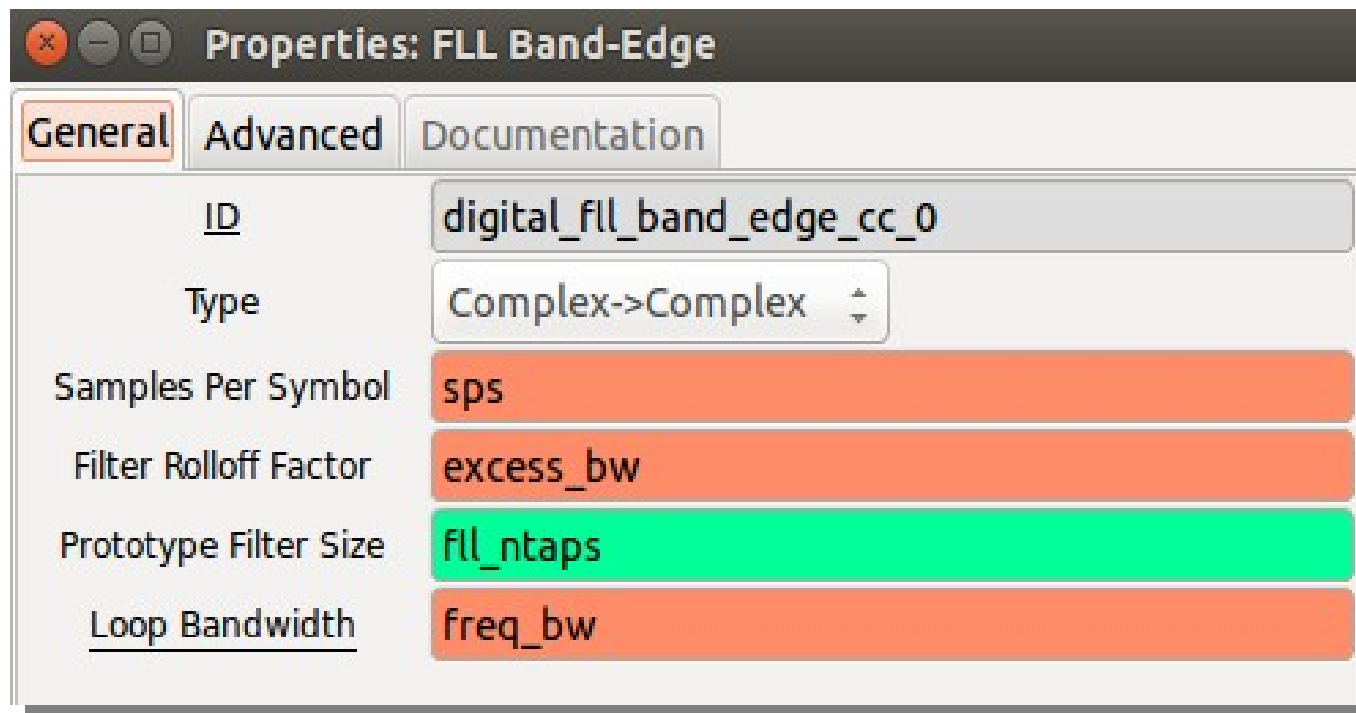 Properties: FLL Band-Edge
General Advanced Documentation
ID digital_fll_band_edge_cc_0
Type Complex->Complex
Samples Per Symbol sps
Filter Rolloff Factor excess_bw
Prototype Filter Size fll_ntaps
Loop Bandwidth freq_bw